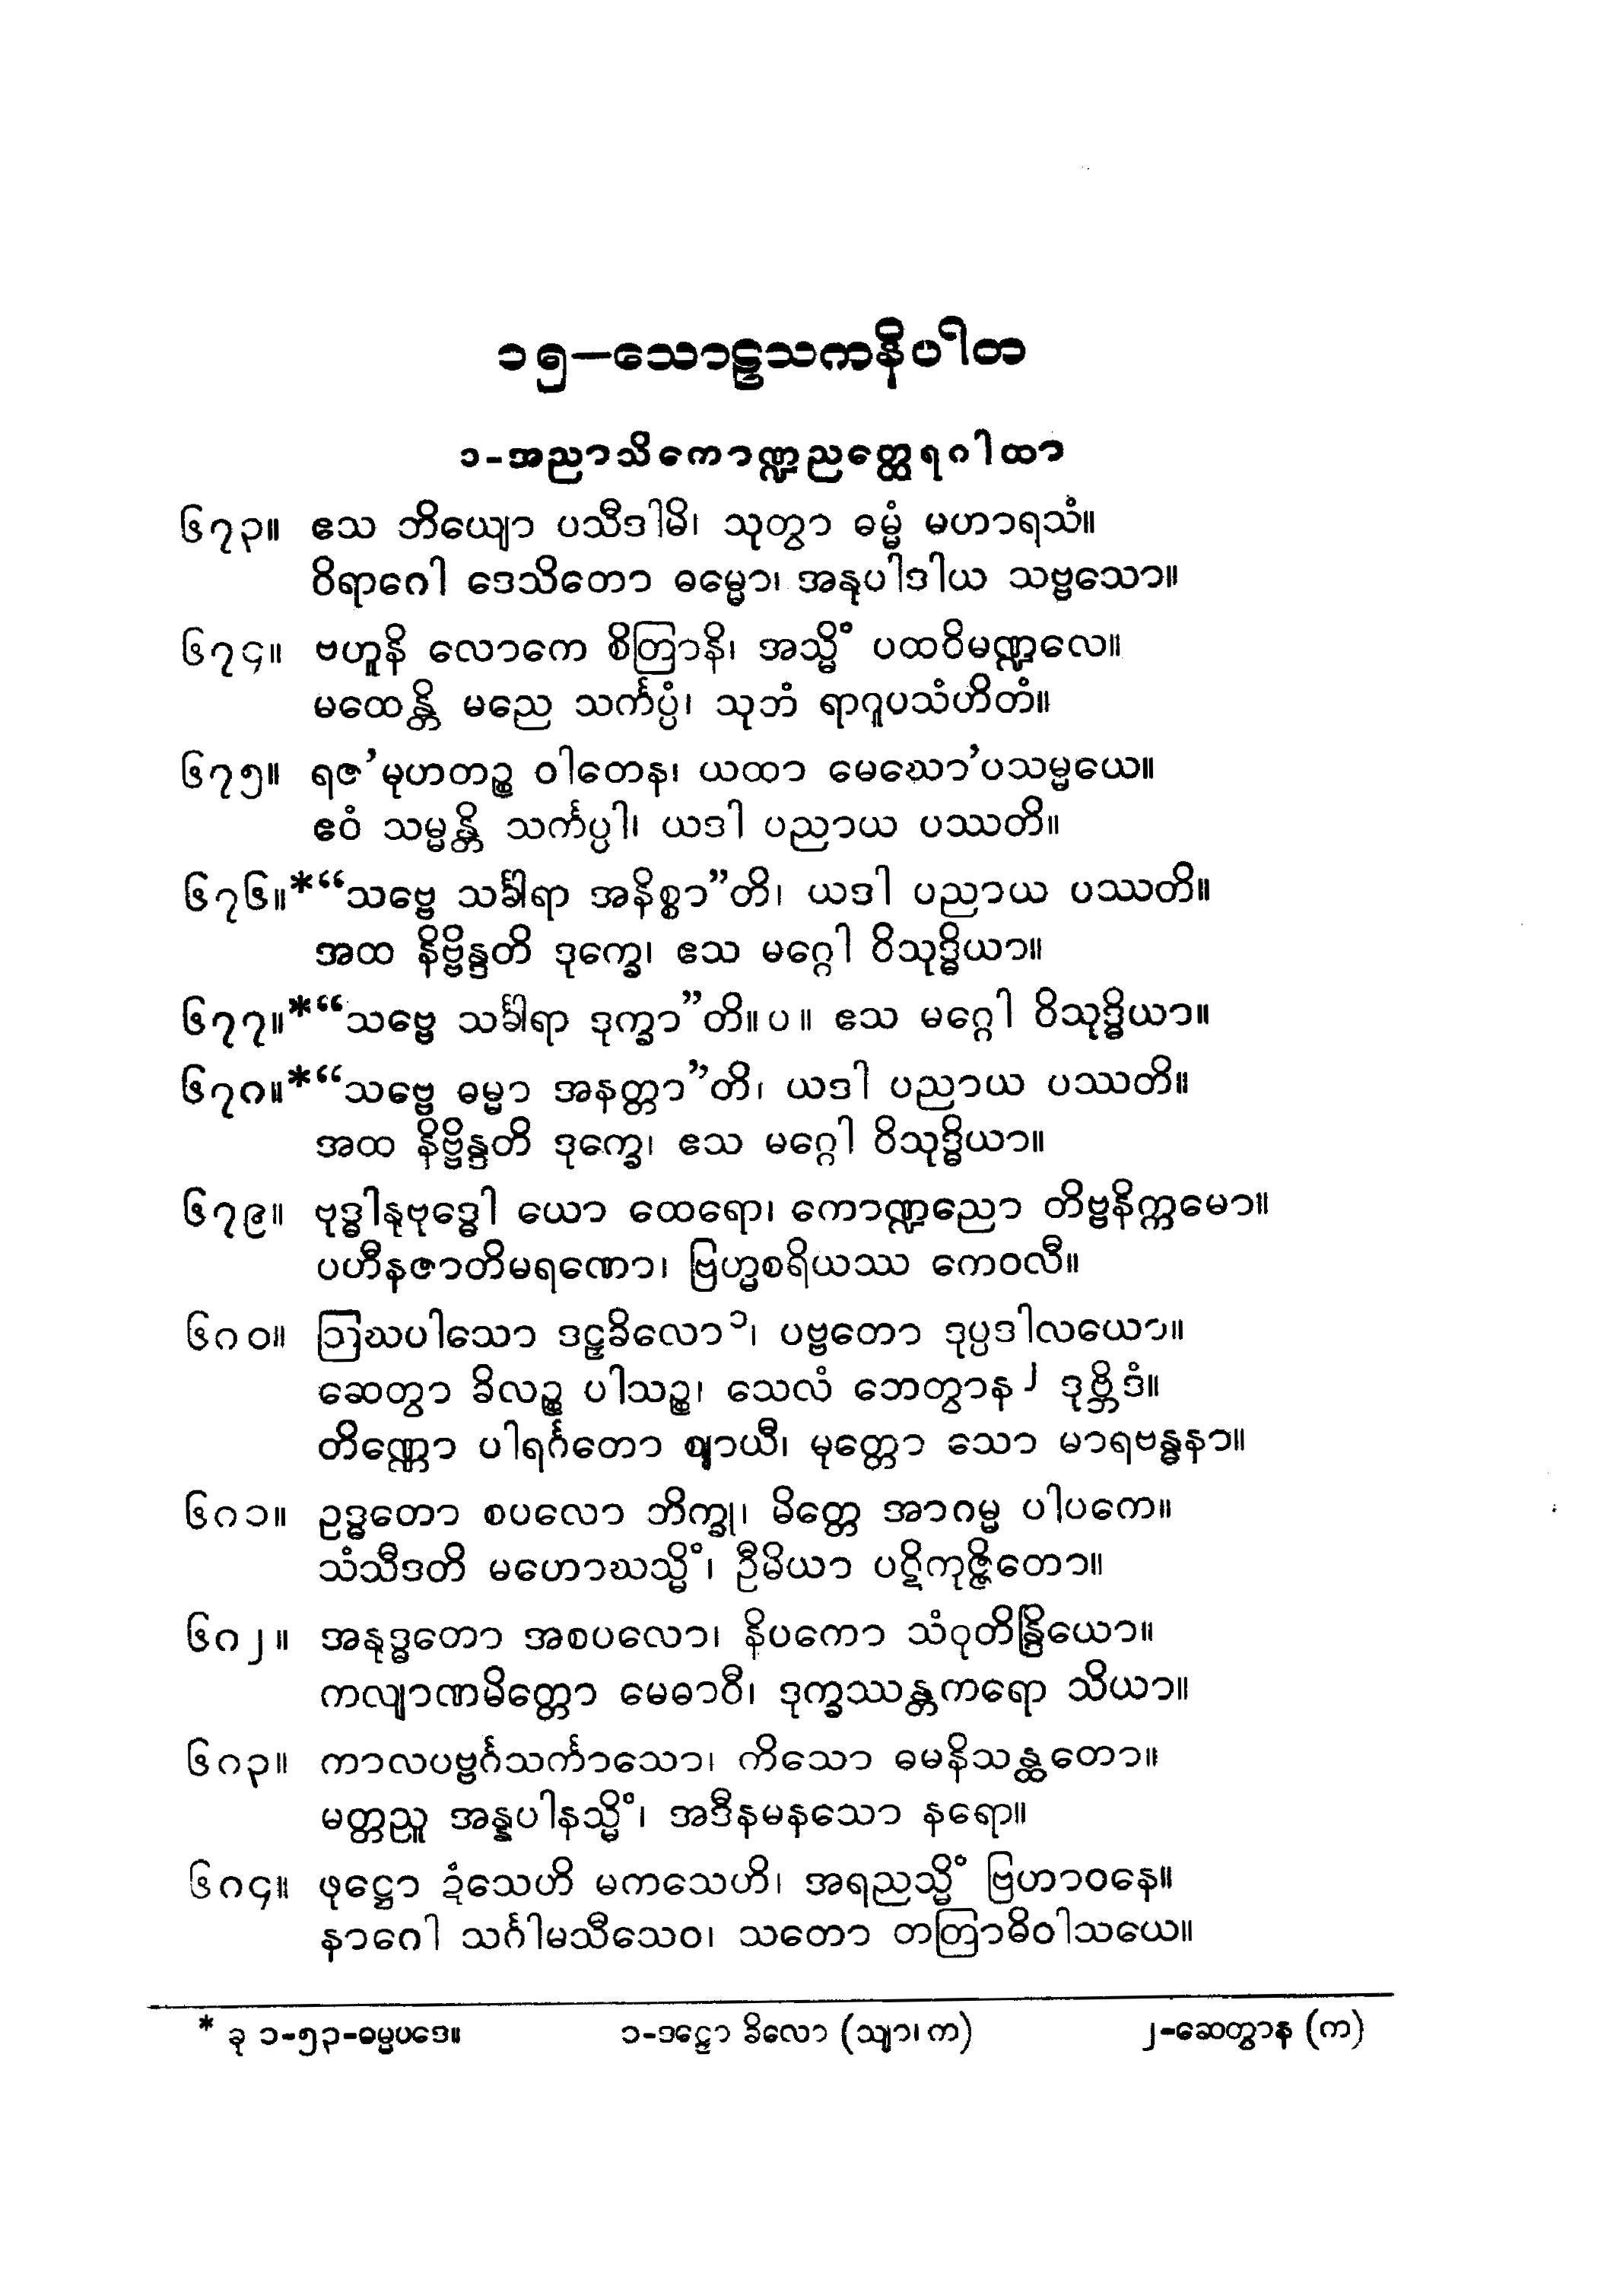 ၁၅−သောဠသကနိပါတ
၁-အညာသိကောဏ္ဍညတ္ထေရဂါထာ
၆၇၃။ ဧသ ဘိယျော ပသီဒါမိ၊ သုတွာ ဓမ္မံ မဟာရသံ။
ဝိရာဂေါ ဒေသိတော ဓမ္မော၊ အနုပါဒါယ သဗ္ဗသော။
၆၇၄။ ဗဟူနိ လောကေ စိတြာနိ၊ အသ္မိံ ပထဝိမဏ္ဍလေ။
မထေန္တိ မညေ သင်္ကပ္ပံ၊ သုဘံ ရာဂူပသံဟိတံ။
၆၇၅။ ရဇ’မုဟတဉ္စ ဝါတေန၊ ယထာ မေဃော’ပသမ္မယေ။
ဧဝံ သမ္မန္တိ သင်္ကပ္ပါ၊ ယဒါ ပညာယ ပဿတိ။
၆၇၆။*“သဗ္ဗေ သင်္ခါရာ အနိစ္စာ”တိ၊ ယဒါ ပညာယ ပဿတိ။
အထ နိဗ္ဗိန္ဒတိ ဒုက္ခေ၊ ဧသ မဂ္ဂေါ ဝိသုဒ္ဓိယာ။
၆၇၇။*“သဗ္ဗေ သင်္ခါရာ ဒုက္ခာ”တိ။ပ။ ဧသ မဂ္ဂေါ ဝိသုဒ္ဓိယာ။
၆၇၈။*“သဗ္ဗေ ဓမ္မာ အနတ္တာ”တိ၊ ယဒါ ပညာယ ပဿတိ။
အထ နိဗ္ဗိန္ဒတိ ဒုက္ခေ၊ ဧသ မဂ္ဂေါ ဝိသုဒ္ဓိယာ။
၆၇၉။ ဗုဒ္ဓါနုဗုဒ္ဓေါ ယော ထေရော၊ ကောဏ္ဍညော တိဗ္ဗနိက္ကမော။
ပဟီနဇာတိမရဏော၊ ဗြဟ္မစရိယဿ ကေဝလီ။
၆၈၀။ ဩဃပါသော ဒဠှခိလော၁၊ ပဗ္ဗတော ဒုပ္ပဒါလယော။
ဆေတွာ ခိလဉ္စ ပါသဉ္စ၊ သေလံ ဘေတွာန၂ ဒုဗ္ဘိဒံ။
တိဏ္ဏော ပါရင်္ဂတော ဈာယီ၊ မုတ္တော သော မာရဗန္ဓနာ။
၆၈၁။ ဥဒ္ဓတော စပလော ဘိက္ခု၊ မိတ္တေ အာဂမ္မ ပါပကေ။
သံသီဒတိ မဟောဃသ္မိံ၊ ဦမိယာ ပဋိကုဇ္ဇိတော။
၆၈၂။ အနုဒ္ဓတော အစပလော၊ နိပကော သံဝုတိန္ဒြိယော။
ကလျာဏမိတ္တော မေဓာဝီ၊ ဒုက္ခဿန္တကရော သိယာ။
၆၈၃။ ကာလပဗ္ဗင်္ဂသင်္ကာသော၊ ကိသော ဓမနိသန္ထတော။
မတ္တညူ အန္နပါနသ္မိံ၊ အဒီနမနသော နရော။
၆၈၄။ ဖုဋ္ဌော ဍံသေဟိ မကသေဟိ၊ အရညသ္မိံ ဗြဟာဝနေ။
နာဂေါ သင်္ဂါမသီသေဝ၊ သတော တတြာဓိဝါသယေ။
* ခု ၁-၅၃-ဓမ္မပဒေ။ ၁-ဒဠှော ခိလော (သျာ၊ က) ၂-ဆေတွာန (က)